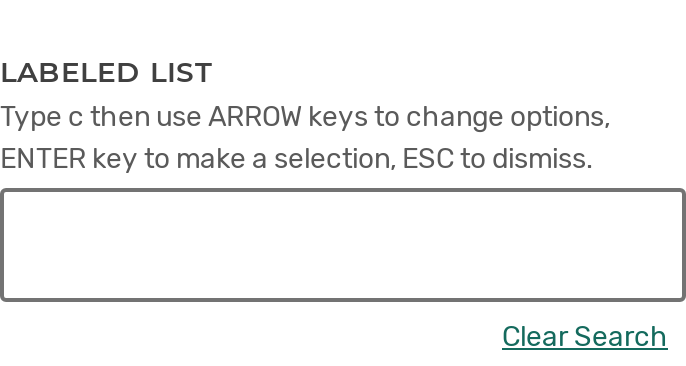 LABELED LIST
Type c then use ARROW keys to change options,
ENTER key to make a selection, ESC to dismiss.
Clear Search